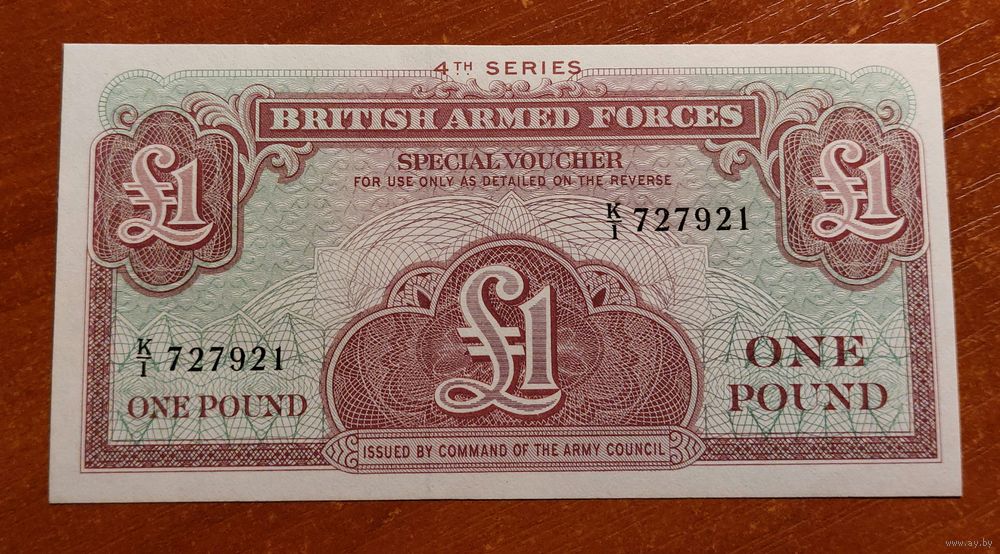 4TH SERIES
BRITISH ARMED FORCES
SPECIAL VOUCHER
FOR USE ONLY AS DETAILED ON THE REVERSE
£1
£1
K/1 727921
£1
K/1 727921
ONE POUND
ONE
POUND
ISSUED BY COMMAND OF THE ARMY COUNCIL
www.ay.by